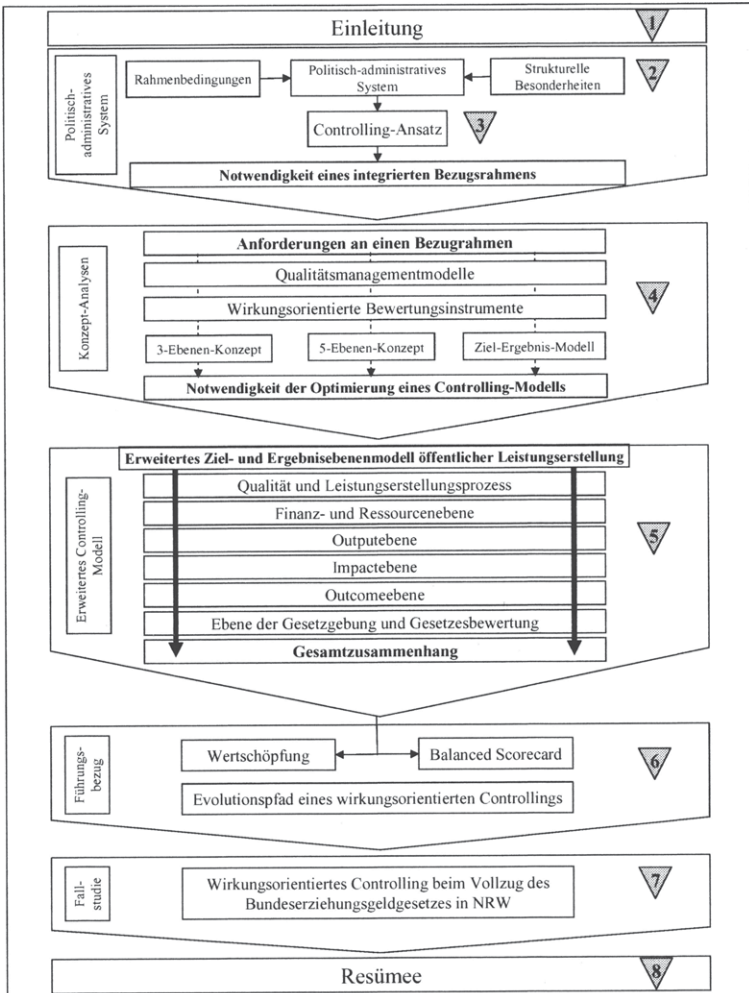 Einleitung
1
Politisch-
administratives
System
Rahmenbedingungen
Politisch-administratives
System
Strukturelle
Besonderheiten
2
Controlling-Ansatz
3
Notwendigkeit eines integrierten Bezugsrahmens
Konzept-Analysen
Anforderungen an einen Bezugrahmen
Qualitätsmanagementmodelle
4
Wirkungsorientierte Bewertungsinstrumente
3-Ebenen-Konzept
5-Ebenen-Konzept
Ziel-Ergebnis-Modell
Notwendigkeit der Optimierung eines Controlling-Modells
Erweitertes Controlling-
Modell
Erweitertes Ziel- und Ergebnisebenenmodell öffentlicher Leistungserstellung
Qualität und Leistungserstellungsprozess
Finanz- und Ressourcenebene
Outputebene
5
Impactebene
Outcomeebene
Ebene der Gesetzgebung und Gesetzesbewertung
Gesamtzusammenhang
Führungs-
bezug
Wertschöpfung
Balanced Scorecard
6
Evolutionspfad eines wirkungsorientierten Controllings
Fall-
studie
Wirkungsorientiertes Controlling beim Vollzug des
Bundeserziehungsgeldgesetzes in NRW
7
Resümee
8